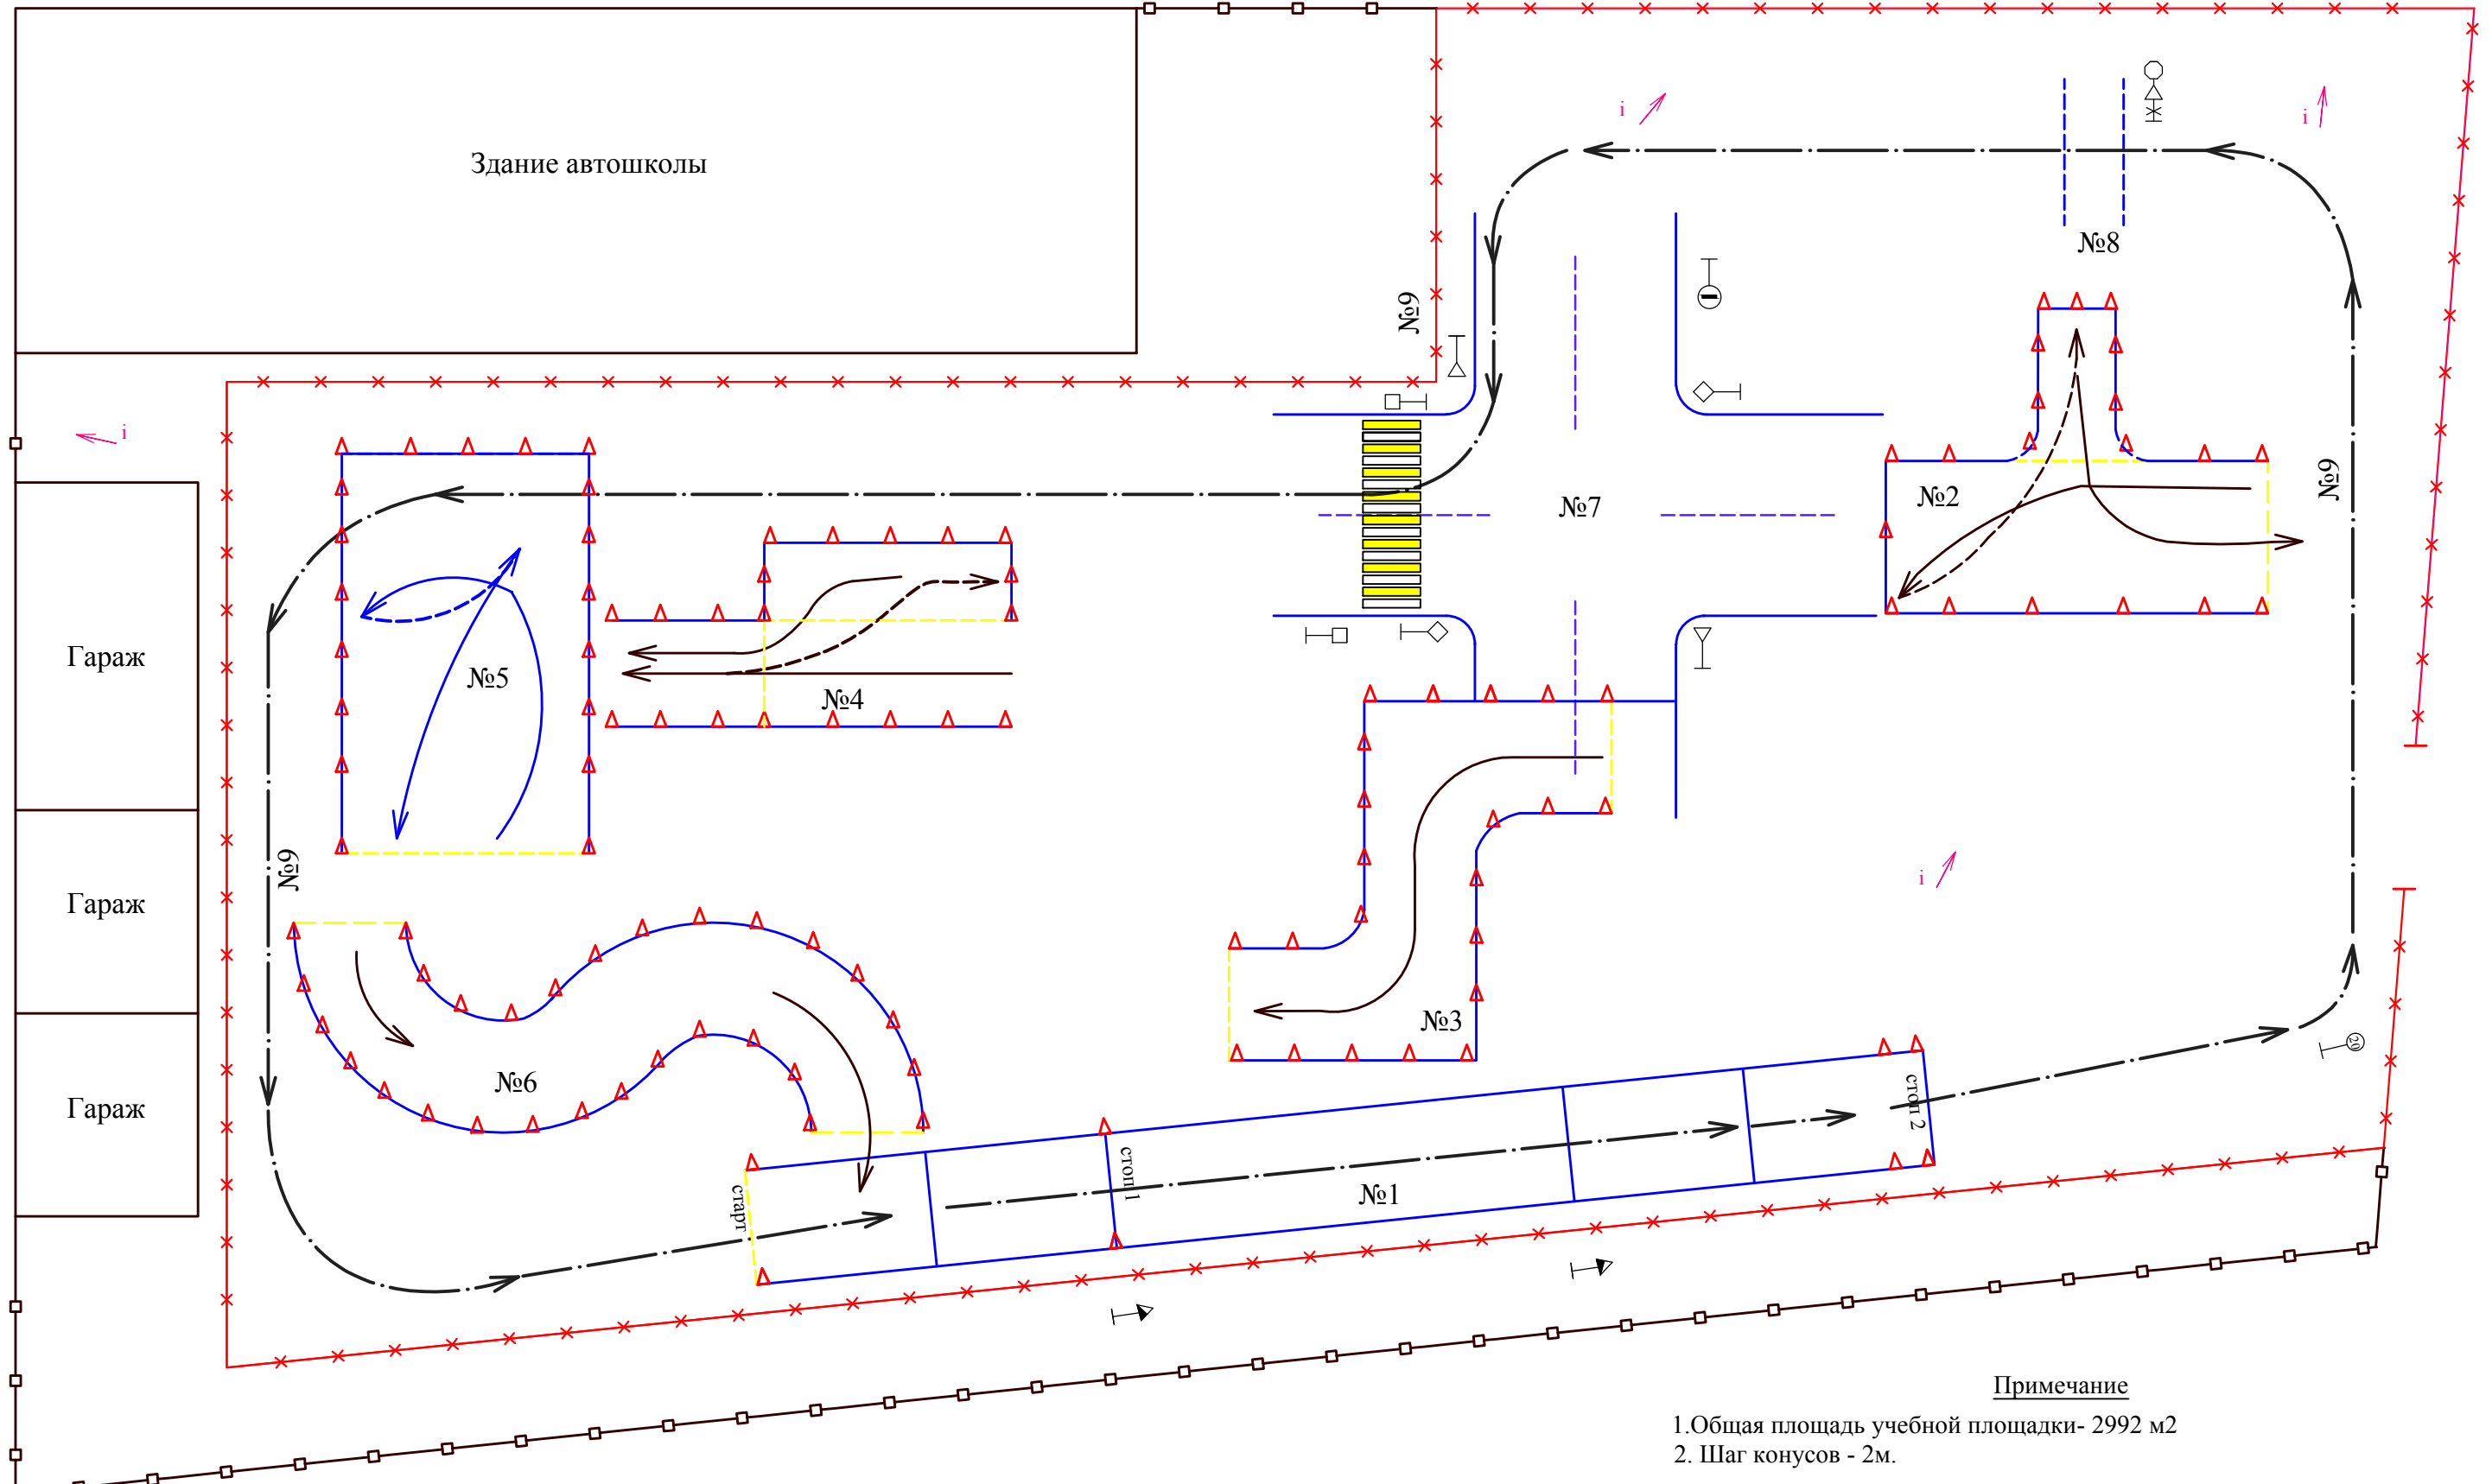 Здание автошколы
i
i
№8
№9
i
№7
№2
№9
Гараж
№5
№4
№9
i
Гараж
№3
20
№6
Гараж
стоп 2
стоп 1
№1
старт
Примечание
1.Общая площадь учебной площадки- 2992 м2
2. Шаг конусов - 2м.